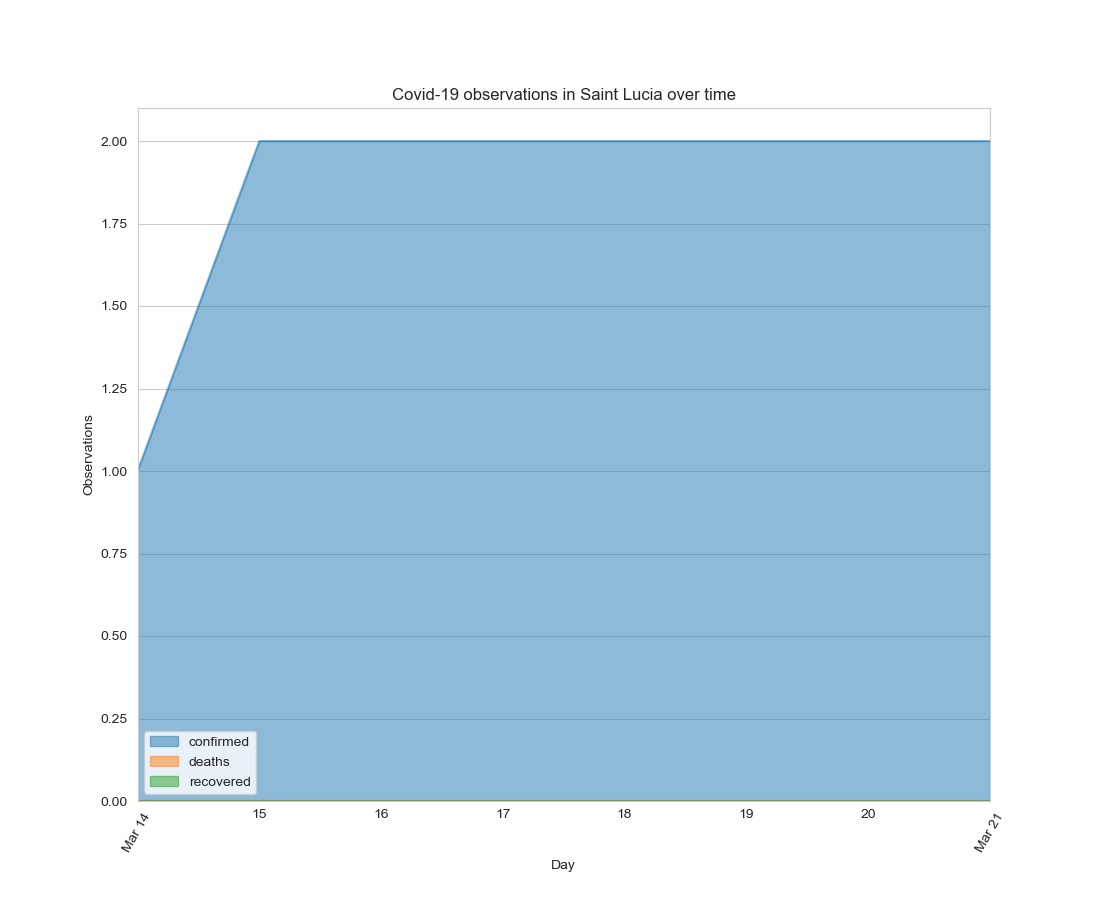 Covid-19 observations in Saint Lucia over time
2.00
1.75
1.50
1.25
1.00
0.75
0.50
0.25
0.00
Observations
confirmed
deaths
recovered
Mar 14
15
16
17
18
19
20
Mar 21
Day